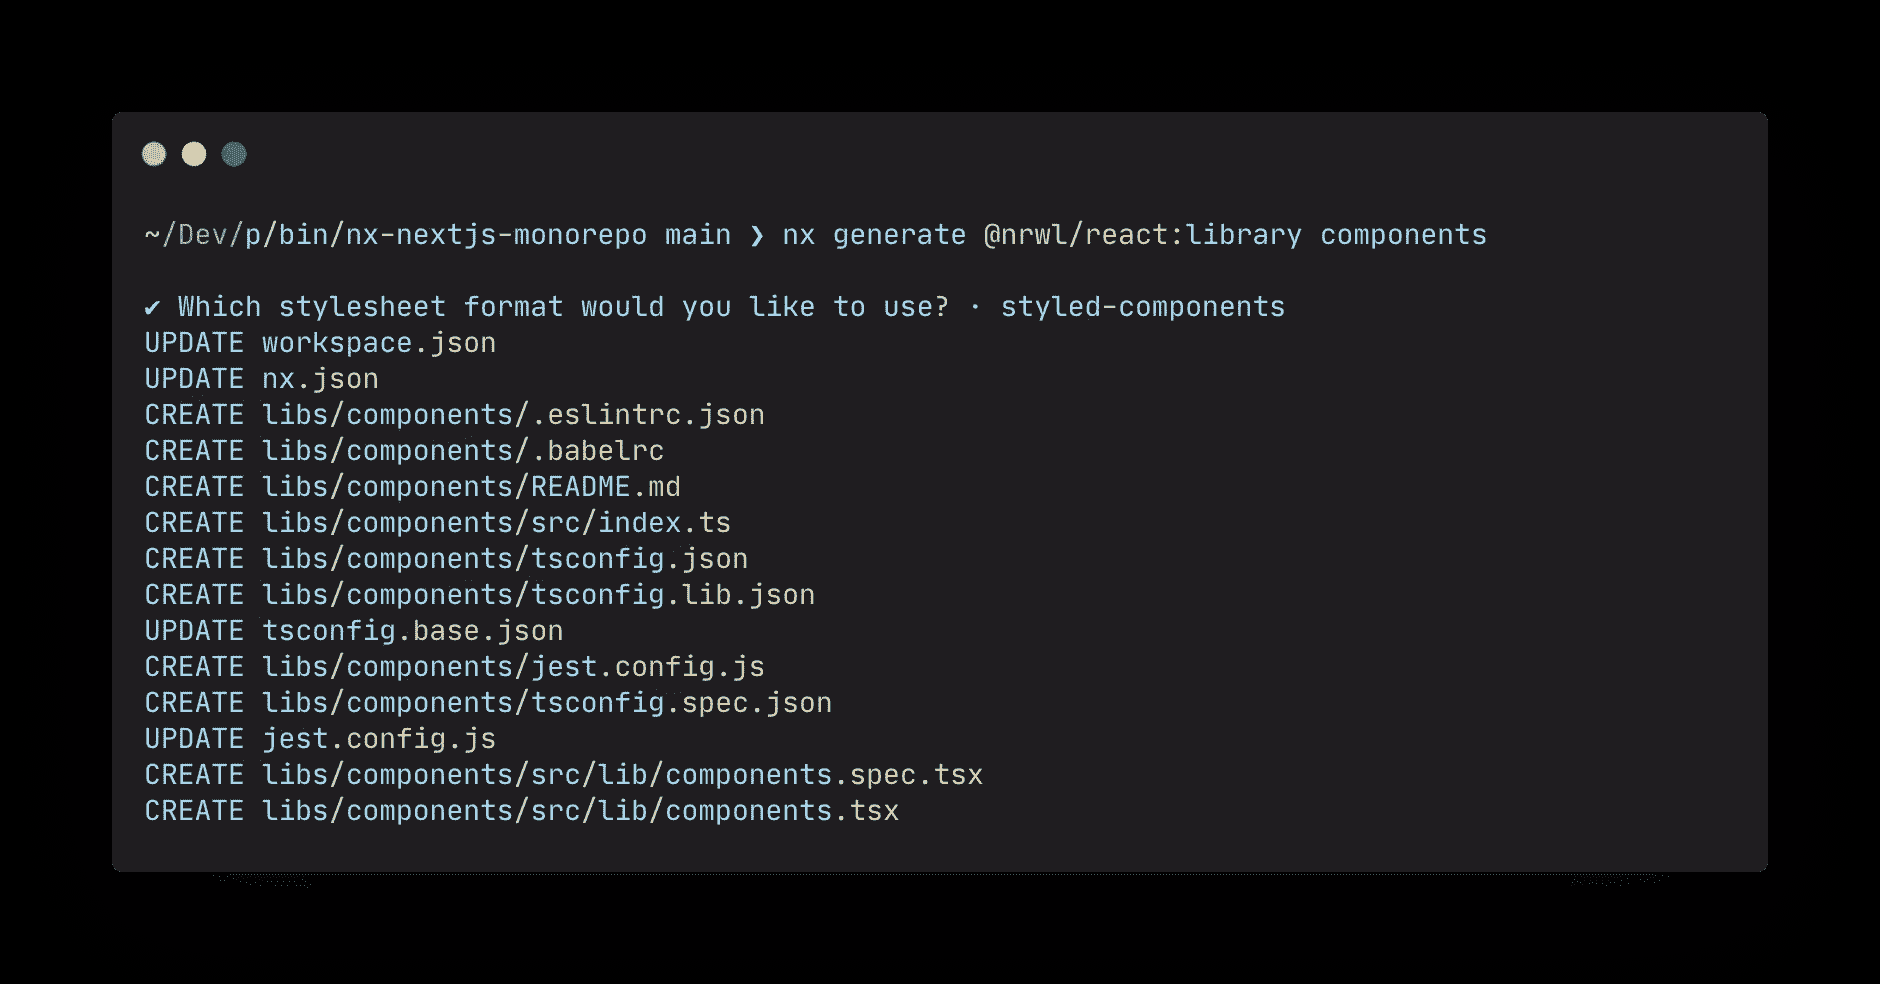 ~/Dev/p/bin/nx-nextjs-monorepo main ❯ nx generate @nrwl/react:library components
✔ Which stylesheet format would you like to use? · styled-components
UPDATE workspace.json
UPDATE nx.json
CREATE libs/components/.eslintrc.json
CREATE libs/components/.babelrc
CREATE libs/components/README.md
CREATE libs/components/src/index.ts
CREATE libs/components/tsconfig.json
CREATE libs/components/tsconfig.lib.json
UPDATE tsconfig.base.json
CREATE libs/components/jest.config.js
CREATE libs/components/tsconfig.spec.json
UPDATE jest.config.js
CREATE libs/components/src/lib/components.spec.tsx
CREATE libs/components/src/lib/components.tsx